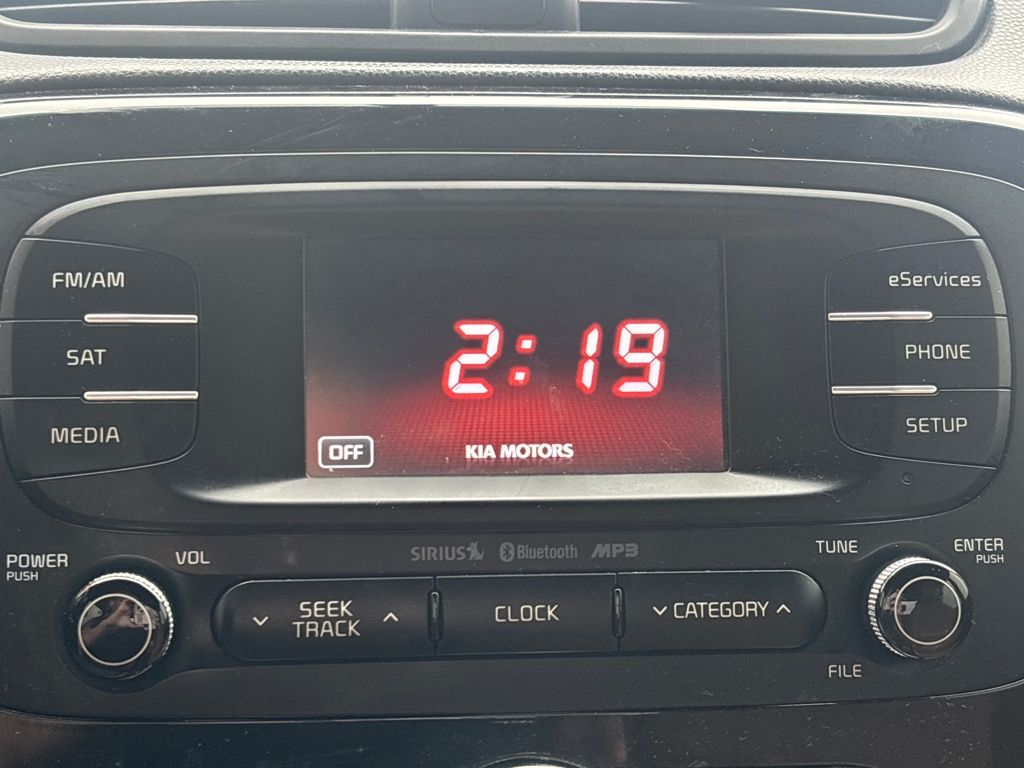 FM/AM
SAT
MEDIA
2:19
OFF
KIA MOTORS
eServices
PHONE
SETUP
POWER
PUSH
VOL
SIRIUS Bluetooth MP3
TUNE
ENTER
PUSH
SEEK
TRACK
CLOCK
CATEGORY
FILE